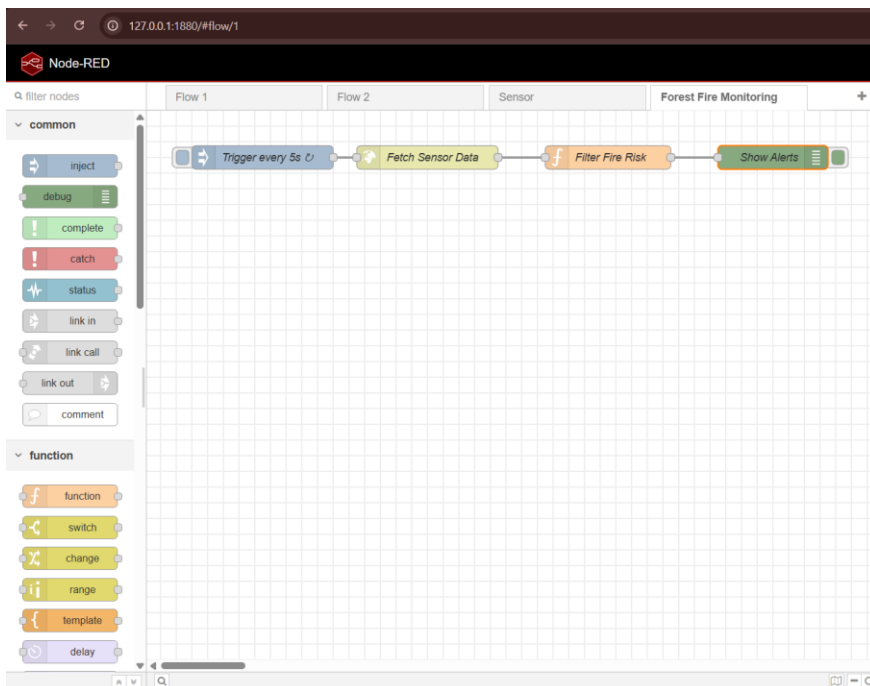 127.0.0.1:1880/#flow/1
Node-RED
filter nodes
Flow 1
Flow 2
Sensor
Forest Fire Monitoring
common
Trigger every 5s ↻
Fetch Sensor Data
Filter Fire Risk
Show Alerts
inject
debug
complete
catch
status
link in
link call
link out
comment
function
function
switch
change
range
template
delay